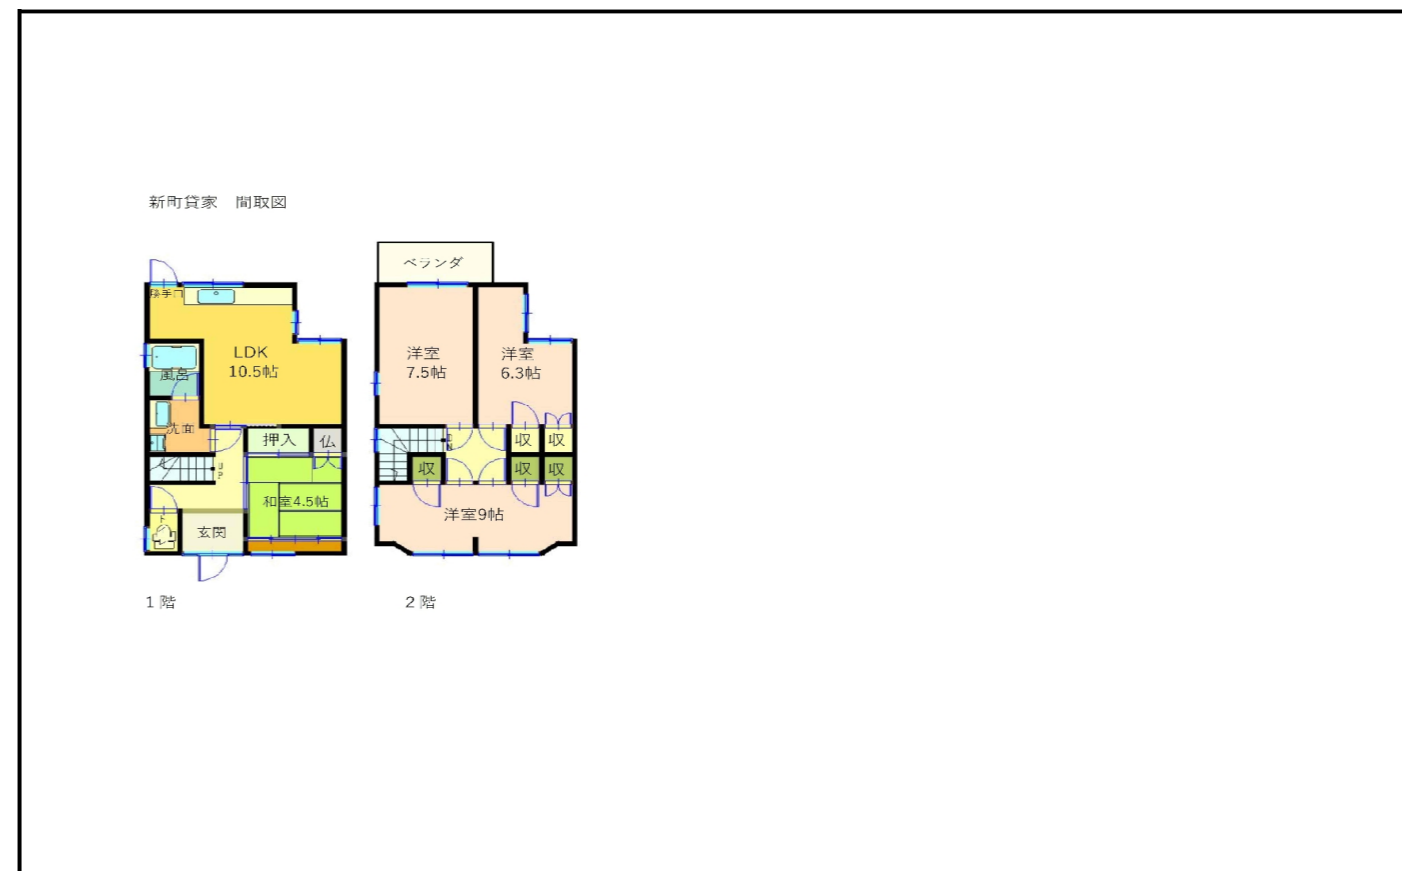 新町貸家　間取図
ベランダ
勝手口
LDK
10.5帖
洋室
7.5帖
洋室
6.3帖
風呂
洗面
押入
仏
収
収
収
収
収
UP
和室4.5帖
洋室9帖
ト
玄関
1階
2階